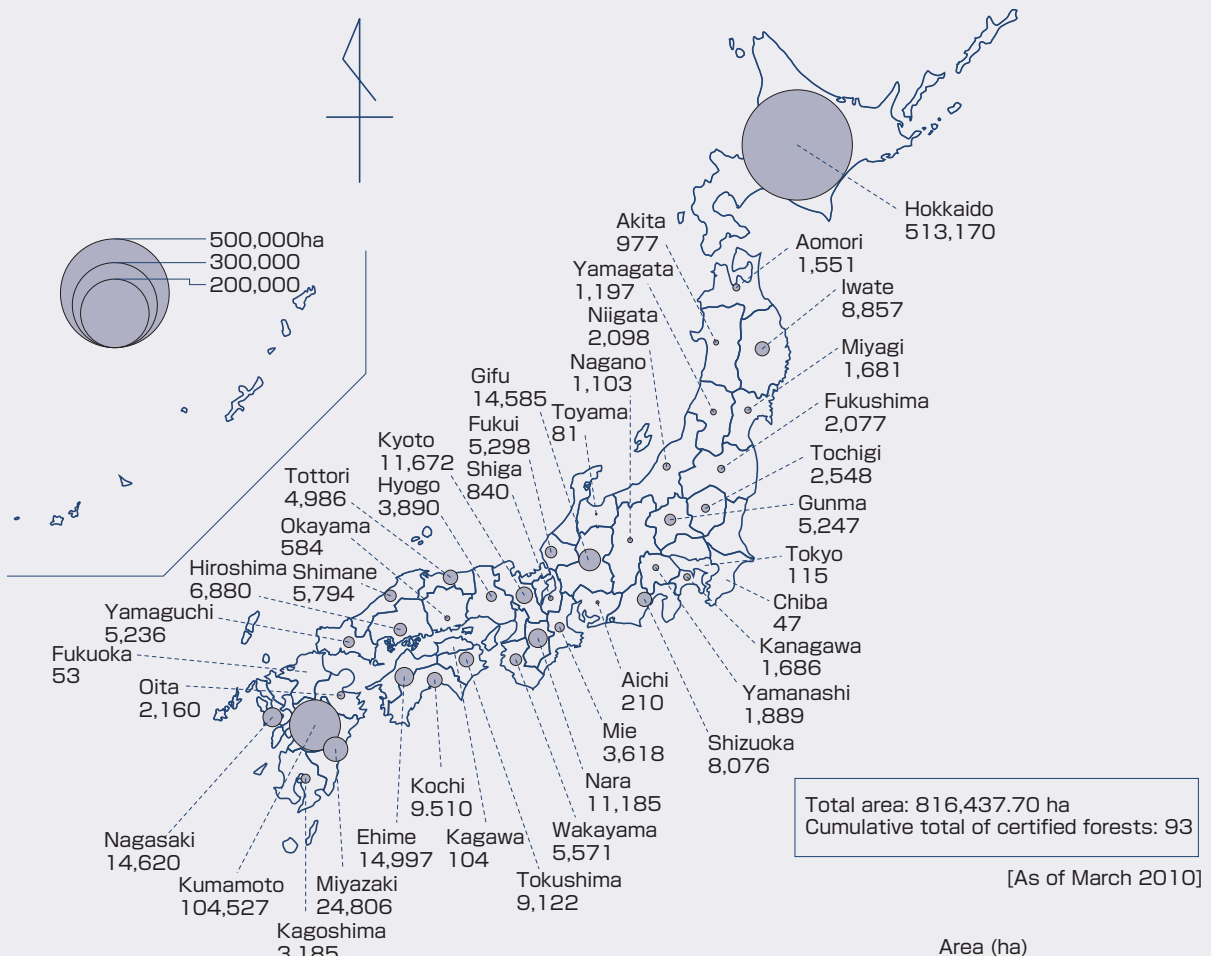 500,000ha
300,000
200,000
Hokkaido
513,170
Akita
977
Aomori
1,551
Yamagata
1,197
Iwate
8,857
Niigata
2,098
Miyagi
1,681
Nagano
1,103
Gifu
14,585
Fukushima
2,077
Toyama
81
Fukui
5,298
Kyoto
11,672
Tochigi
2,548
Shiga
840
Tottori
4,986
Hyogo
3,890
Gunma
5,247
Okayama
584
Tokyo
115
Hiroshima
6,880
Shimane
5,794
Chiba
47
Yamaguchi
5,236
Kanagawa
1,686
Fukuoka
53
Aichi
210
Oita
2,160
Yamanashi
1,889
Mie
3,618
Shizuoka
8,076
Nara
11,185
Kochi
9.510
Total area: 816,437.70 ha
Cumulative total of certified forests: 93
Wakayama
5,571
Nagasaki
14,620
Ehime
14,997
Kagawa
104
[As of March 2010]
Tokushima
9,122
Kumamoto
104,527
Miyazaki
24,806
Kagoshima
3,185
Area (ha)